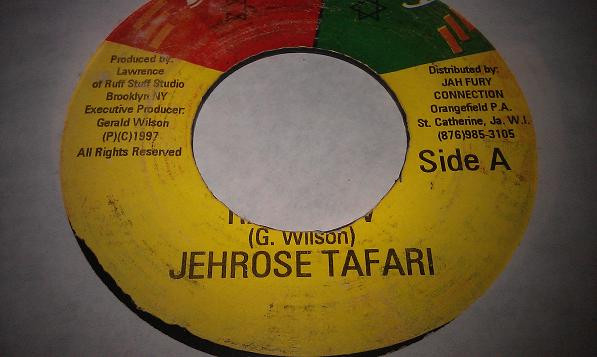 Produced by:
Lawrence
of Ruff Stuff Studio
Brooklyn NY
Executive Producer:
Gerald Wilson
(P)(C)1997
All Rights Reserved
Distributed by:
JAH FURY
CONNECTION
Orangefield P.A.
St. Catherine, Ja. W.I.
(876)985-3105
Side A
(G. Wilson)
JEHROSE TAFARI